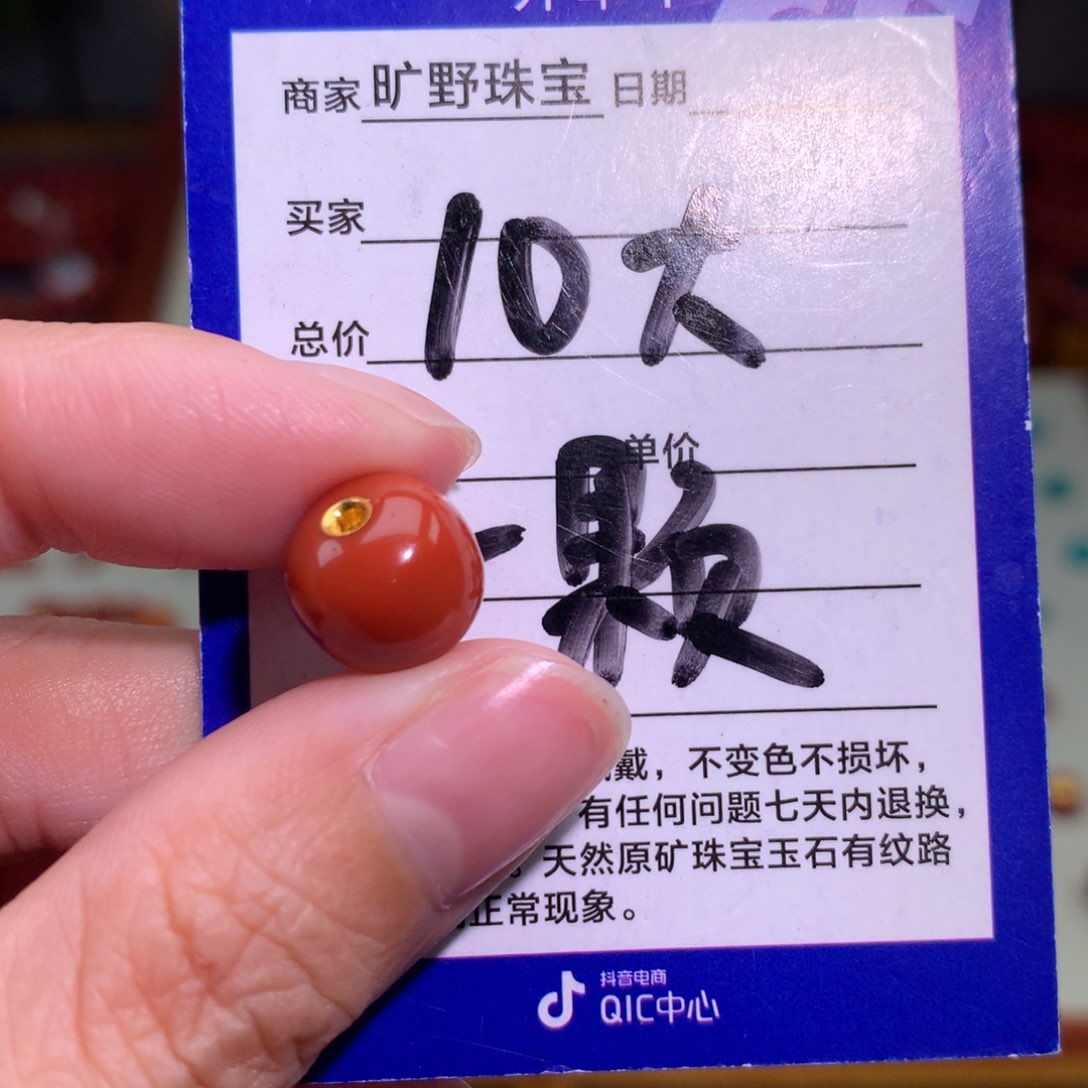 商家 旷野珠宝 日期
买家
10大
总价
单价
一颗
戴，不变色不损坏，
有任何问题七天内退换，
。天然原矿珠宝玉石有纹路
正常现象。
抖音电商
QIC中心